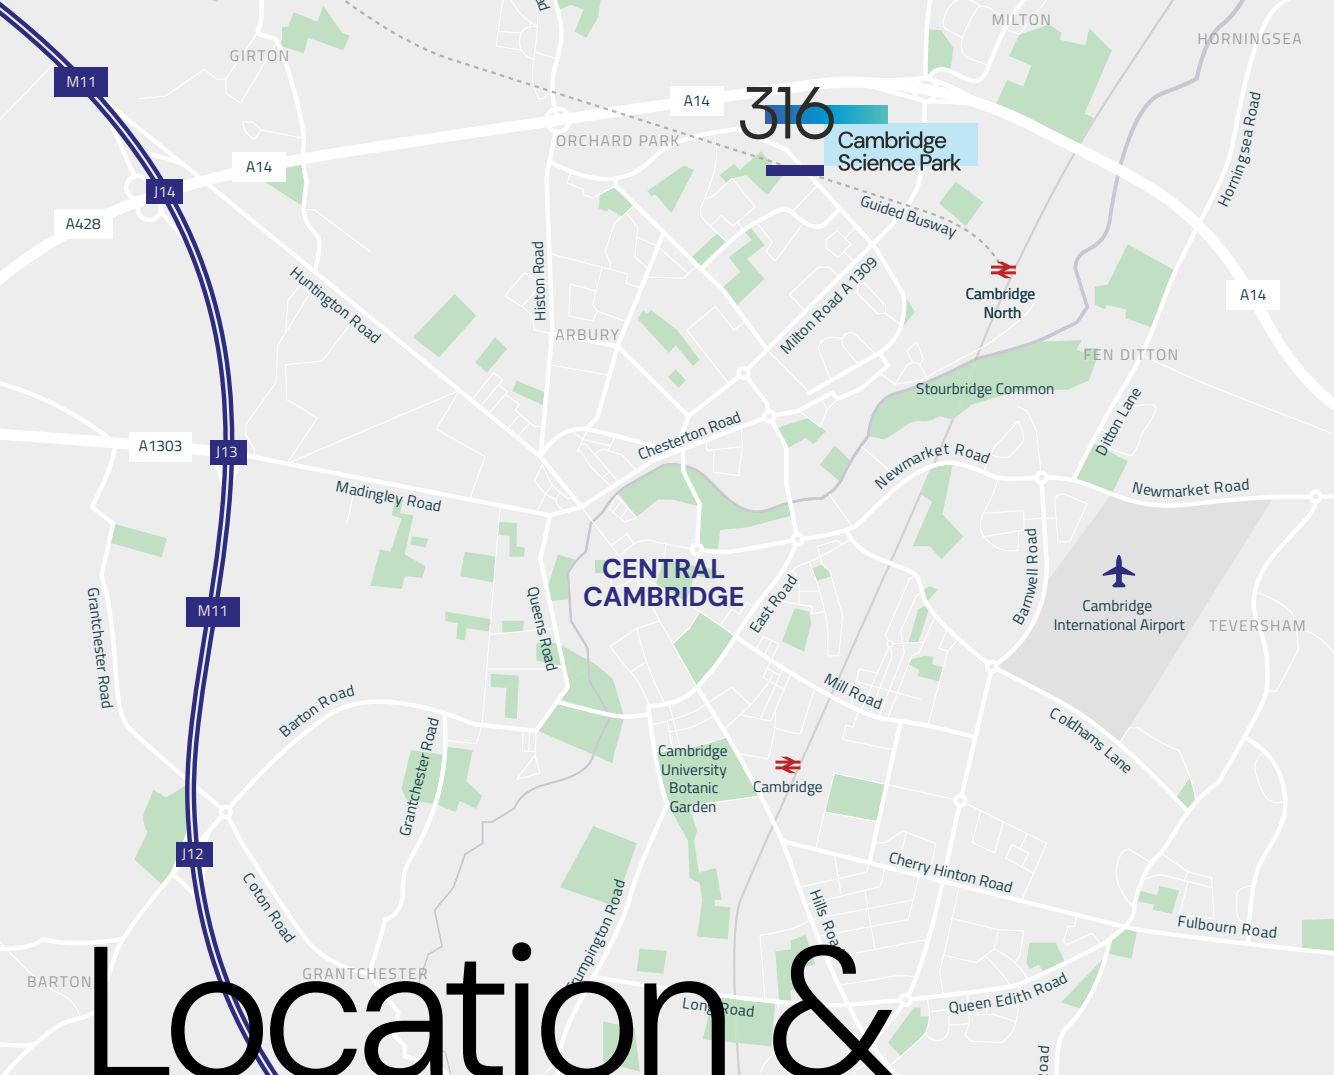 MILTON
HORNINGSEA
GIRTON
M11
A14
316
Cambridge
Science Park
ORCHARD PARK
Horningsea Road
A14
J14
A428
Guided Busway
Cambridge
North
A14
Huntington Road
Histon Road
ARBURY
Milton Road A1309
FEN DITTON
Stourbridge Common
Ditton Lane
Chesterton Road
A1303
J13
Newmarket Road
Newmarket Road
Madingley Road
CENTRAL
CAMBRIDGE
East Road
Barnwell Road
Cambridge
International Airport
TEVERSHAM
M11
Grantchester Road
Queens Road
Mill Road
Barton Road
Grantchester Road
Coldhams Lane
Cambridge
University
Botanic
Garden
Cambridge
J12
Coton Road
Cherry Hinton Road
Hills Road
Trumpington Road
Fulbourn Road
BARTON
GRANTCHESTER
Long Road
Queen Edith Road
Location &